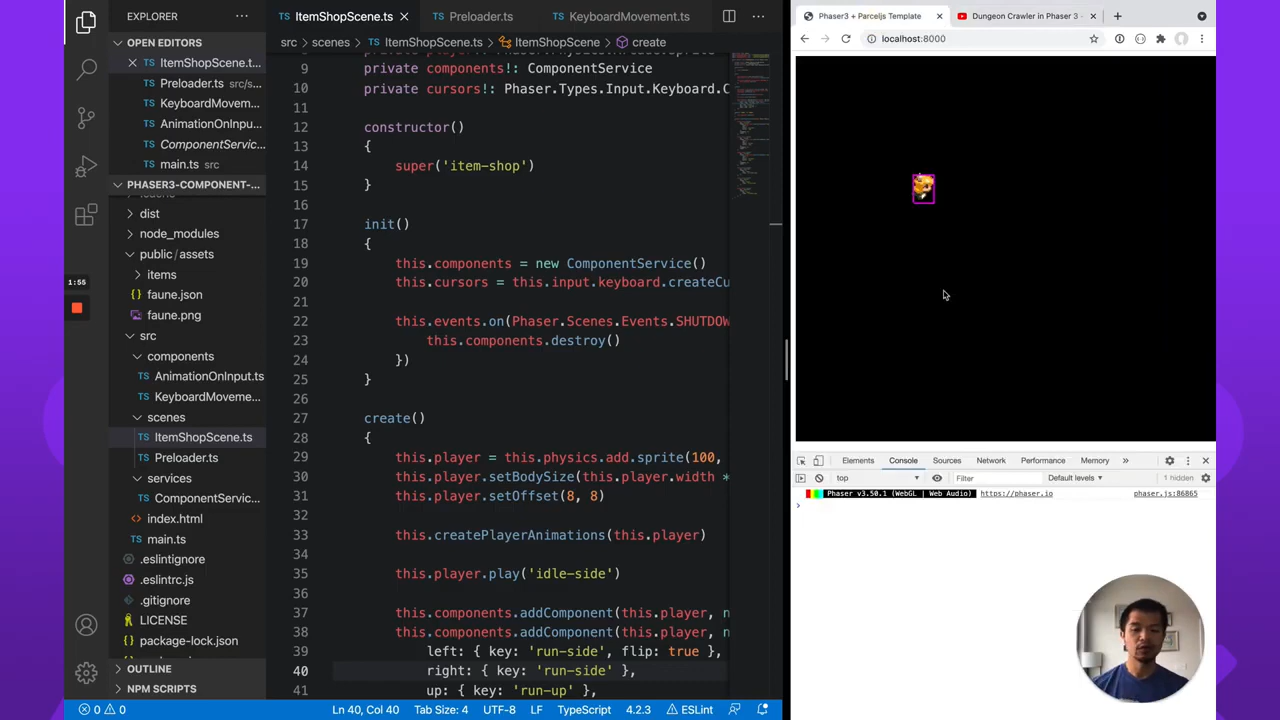 EXPLORER
OPEN EDITORS
ItemShopScene.t...
Preloader.ts src/s...
KeyboardMovem...
AnimationOnInpu...
ComponentServic...
main.ts src
PHASER3-COMPONENT-...
dist
node_modules
public/assets
items
faune.json
faune.png
src
components
AnimationOnInput.ts
KeyboardMoveme...
scenes
ItemShopScene.ts
Preloader.ts
services
ComponentServic...
index.html
main.ts
.eslintignore
.eslintrc.js
.gitignore
LICENSE
package-lock.json
OUTLINE
NPM SCRIPTS
1:55
TS ItemShopScene.ts
TS Preloader.ts
TS KeyboardMovement.ts
src > scenes > TS ItemShopScene.ts > ItemShopScene > create
9 private components!: ComponentService
10 private cursors!: Phaser.Types.Input.Keyboard.C
11
12 constructor()
13 {
14 super('item-shop')
15 }
16
17 init()
18 {
19 this.components = new ComponentService()
20 this.cursors = this.input.keyboard.createCu
21
22 this.events.on(Phaser.Scenes.Events.SHUTDOW
23 this.components.destroy()
24 })
25 }
26
27 create()
28 {
29 this.player = this.physics.add.sprite(100,
30 this.player.setBodySize(this.player.width *
31 this.player.setOffset(8, 8)
32
33 this.createPlayerAnimations(this.player)
34
35 this.player.play('idle-side')
36
37 this.components.addComponent(this.player, n
38 this.components.addComponent(this.player, n
39 left: { key: 'run-side', flip: true },
40 right: { key: 'run-side' },
41 up: { key: 'run-up' },
0 0 Ln 40, Col 40 Tab Size: 4 UTF-8 LF TypeScript 4.2.3 ESLint
Phaser3 + Parceljs Template
Dungeon Crawler in Phaser 3 -
localhost:8000
Elements Console Sources Network Performance Memory
top Filter Default levels 1 hidden
Phaser v3.50.1 (WebGL | Web Audio) https://phaser.io phaser.js:86865